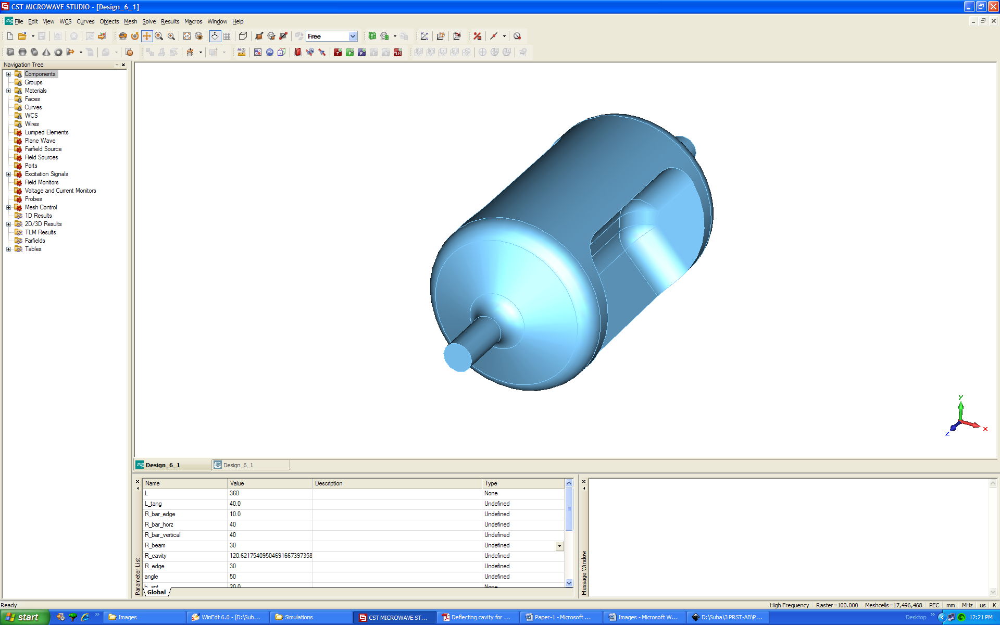 CST MICROWAVE STUDIO - [Design_6_1]
File Edit View WCS Curves Objects Mesh Solve Results Macros Window Help
Free
Navigation Tree
Components
Groups
Materials
Faces
Curves
WCS
Wires
Lumped Elements
Plane Wave
Farfield Source
Field Sources
Ports
Excitation Signals
Field Monitors
Voltage and Current Monitors
Probes
Mesh Control
1D Results
2D/3D Results
TLM Results
Farfields
Tables
y
x
z
Design_6_1 Design_6_1
Name Value Description Type
L 360 None
L_tang 40.0 Undefined
R_bar_edge 10.0 Undefined
R_bar_horz 40 Undefined
R_bar_vertical 40 Undefined
R_beam 30 Undefined
R_cavity 120.62175409504691667397358 Undefined
R_edge 30 Undefined
angle 50 Undefined
20.0 None
Global
Parameter List
Message Window
Ready High Frequency Raster=100.000 Meshcells=17,496,468 PEC mm MHz us K
start Images WinEdt 6.0 - [D:\Sub... Simulations CST MICROWAVE ST... Deflecting cavity for ... Paper-1 - Microsoft ... Images - Microsoft W... D:\Suba\3 PRST-AB\P... Desktop 12:21 PM